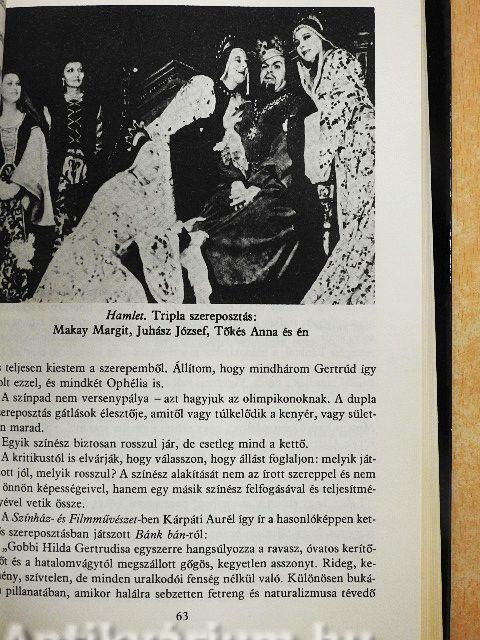 Hamlet. Tripla szereposztás:
Makay Margit, Juhász József, Tőkés Anna és én
s teljesen kiestem a szerepemből. Állítom, hogy mindhárom Gertrúd így
olt ezzel, és mindkét Ophélia is.
A színpad nem versenypálya – azt hagyjuk az olimpikonoknak. A dupla
zereposztás gátlások élesztője, amitől vagy túlkelődik a kenyér, vagy sület-
en marad.
Egyik színész biztosan rosszul jár, de esetleg mind a kettő.
A kritikustól is elvárják, hogy válasszon, hogy állást foglaljon: melyik ját-
ott jól, melyik rosszul? A színész alakítását nem az írott szereppel és nem
önnön képességeivel, hanem egy másik színész felfogásával és teljesítmé-
yével vetik össze.
A Színház- és Filmművészet-ben Kárpáti Aurél így ír a hasonlóképpen ket-
ős szereposztásban játszott Bánk bán-ról:
„Gobbi Hilda Gertrudisa egyszerre hangsúlyozza a ravasz, óvatos kerítő-
őt és a hatalomvágytól megszállott gőgös, kegyetlen asszonyt. Rideg, ke-
ény, szívtelen, de minden uralkodói fenség nélkül való. Különösen buká-
a pillanatában, amikor halálra sebzetten fetreng és naturalizmusa tévedő
63
Antikvárium.hu